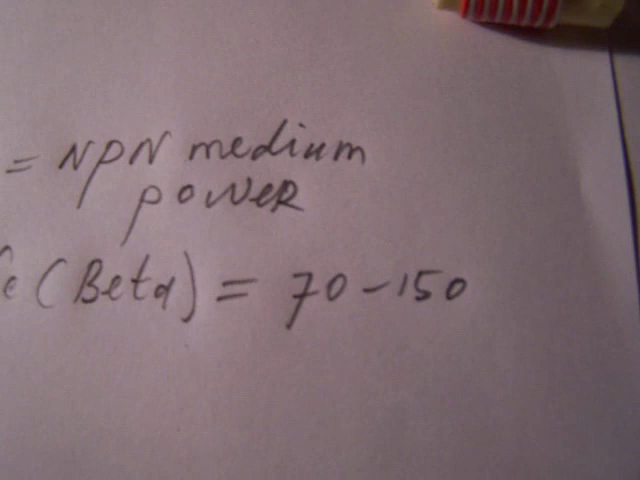 = NPN medium
power
(Beta) = 70-150